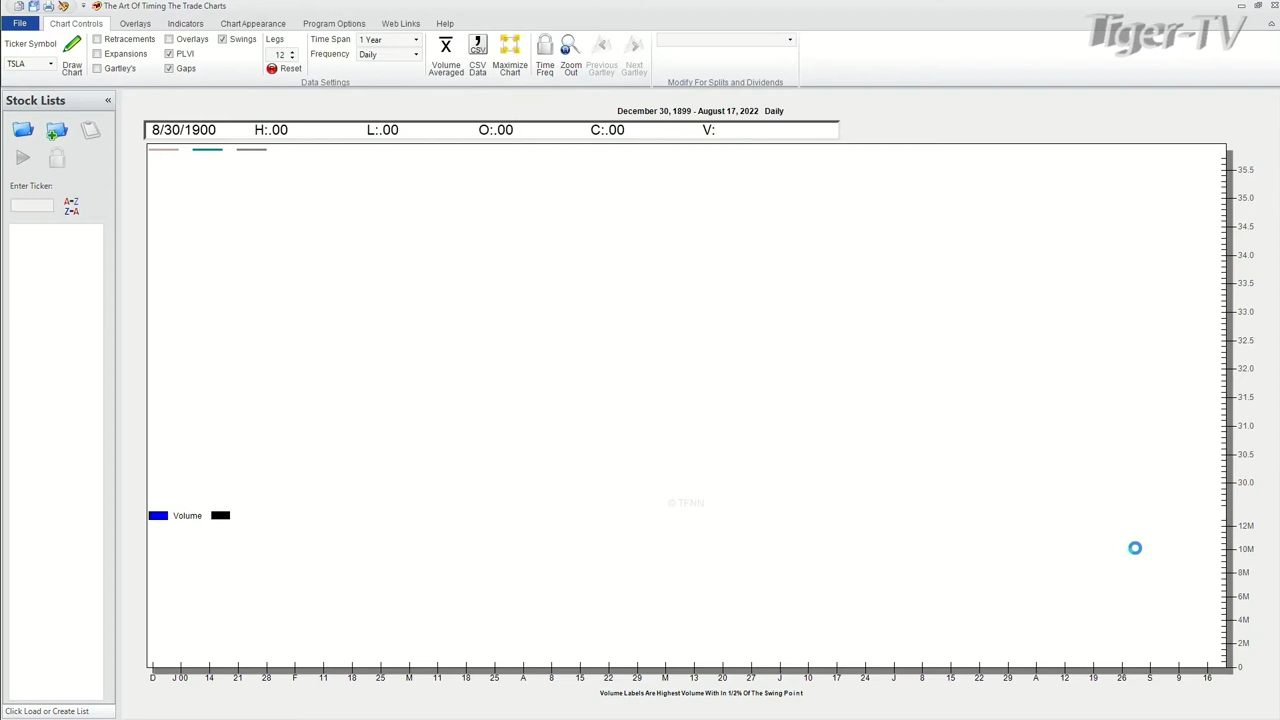 The Art Of Timing The Trade Charts
Tiger-TV
File Chart Controls Overlays Indicators Chart Appearance Program Options Web Links Help
Ticker Symbol
TSLA
Draw Chart
Retracements Overlays Swings
Expansions PLVI
Gartley's Gaps
Legs
12
Reset
Time Span 1 Year
Frequency Daily
Data Settings
Volume Averaged
CSV Data
Maximize Chart
Time Freq
Zoom Out
Previous Gartley
Next Gartley
Modify For Splits and Dividends
Stock Lists «
Enter Ticker:
A-Z
Z-A
Click Load or Create List
December 30, 1899 - August 17, 2022 Daily
8/30/1900 H:.00 L:.00 O:.00 C:.00 V:
35.5
35.0
34.5
34.0
33.5
33.0
32.5
32.0
31.5
31.0
30.5
30.0
© TFNN
Volume
12M
10M
8M
6M
4M
2M
0
D J 00 14 21 28 F 11 18 25 M 11 18 25 A 8 15 22 29 M 13 20 27 J 10 17 24 J 8 15 22 29 A 12 19 26 S 9 16
Volume Labels Are Highest Volume With In 1/2% Of The Swing Point